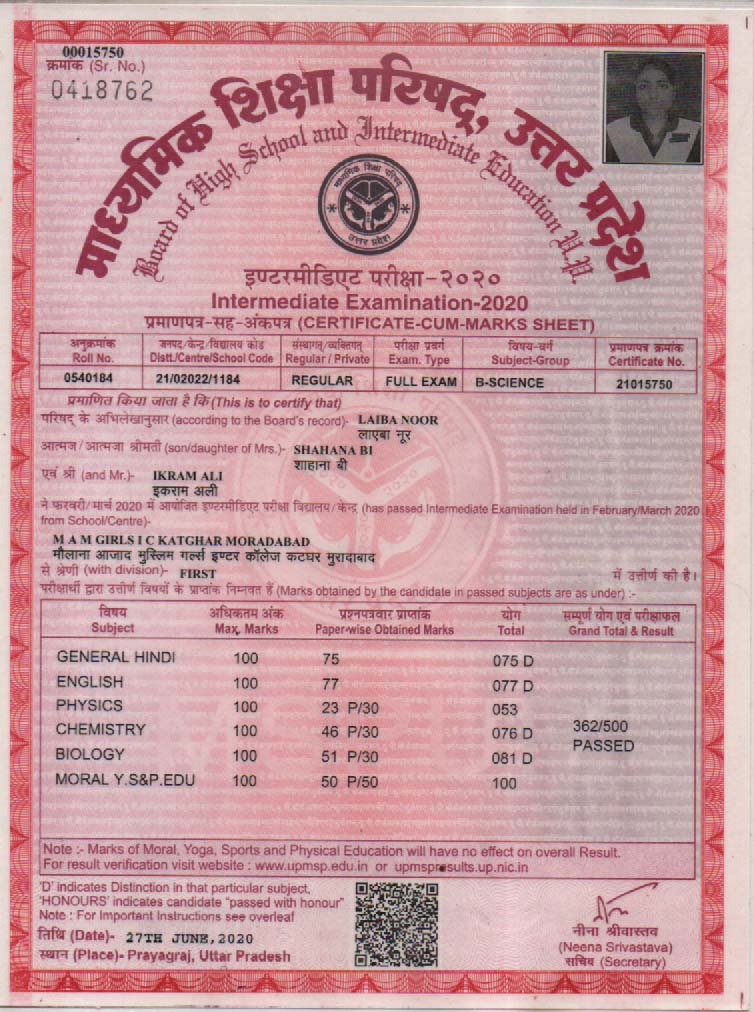 00015750
क्रमांक (Sr. No.)
0418762
माध्यमिक शिक्षा परिषद्, उत्तर प्रदेश
Board of High School and Intermediate Education U.P.
माध्यमिक शिक्षा परिषद्
उत्तर प्रदेश
इण्टरमीडिएट परीक्षा-२०२०
Intermediate Examination-2020
प्रमाणपत्र-सह-अंकपत्र (CERTIFICATE-CUM-MARKS SHEET)
अनुक्रमांक जनपद/केन्द्र/विद्यालय कोड संस्थागत/व्यक्तिगत परीक्षा प्रवर्ग विषय-वर्ग प्रमाणपत्र क्रमांक
Roll No. Distt./Centre/School Code Regular / Private Exam. Type Subject-Group Certificate No.
0540184 21/02022/1184 REGULAR FULL EXAM B-SCIENCE 21015750
प्रमाणित किया जाता है कि (This is to certify that)
परिषद् के अभिलेखानुसार (according to the Board's record)- LAIBA NOOR
लाएबा नूर
आत्मज/आत्मजा श्रीमती (son/daughter of Mrs.)- SHAHANA BI
शाहाना बी
एवं श्री (and Mr.)- IKRAM ALI
इकराम अली
ने फरवरी/मार्च 2020 में आयोजित इण्टरमीडिएट परीक्षा विद्यालय/केन्द्र (has passed Intermediate Examination held in February/March 2020
from School/Centre)-
M A M GIRLS I C KATGHAR MORADABAD
मौलाना आजाद मुस्लिम गर्ल्स इण्टर कॉलेज कटघर मुरादाबाद
से श्रेणी (with division)- FIRST में उत्तीर्ण की है।
परीक्षार्थी द्वारा उत्तीर्ण विषयों के प्राप्तांक निम्नवत हैं (Marks obtained by the candidate in passed subjects are as under) :-
विषय अधिकतम अंक प्रश्नपत्रवार प्राप्तांक योग सम्पूर्ण योग एवं परीक्षाफल
Subject Max. Marks Paper-wise Obtained Marks Total Grand Total & Result
GENERAL HINDI 100 75 075 D
ENGLISH 100 77 077 D
PHYSICS 100 23 P/30 053
CHEMISTRY 100 46 P/30 076 D 362/500
BIOLOGY 100 51 P/30 081 D PASSED
MORAL Y.S&P.EDU 100 50 P/50 100
Note :- Marks of Moral, Yoga, Sports and Physical Education will have no effect on overall Result.
For result verification visit website : www.upmsp.edu.in or upmspresults.up.nic.in
'D' indicates Distinction in that particular subject,
'HONOURS' indicates candidate "passed with honour"
Note : For Important Instructions see overleaf
तिथि (Date)- 27TH JUNE,2020
स्थान (Place)- Prayagraj, Uttar Pradesh
नीना श्रीवास्तव
(Neena Srivastava)
सचिव (Secretary)